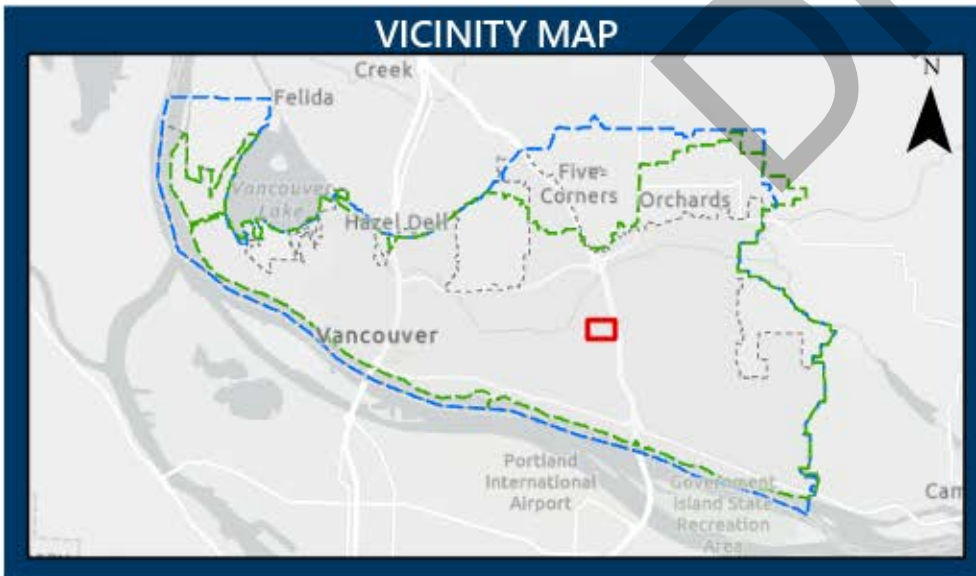 VICINITY MAP
Creek
N
Felida
Vancouver
Lake
Five
Corners
Orchards
Hazel Dell
Vancouver
Portland
International
Airport
Government
Island State
Recreation
Area
Cam